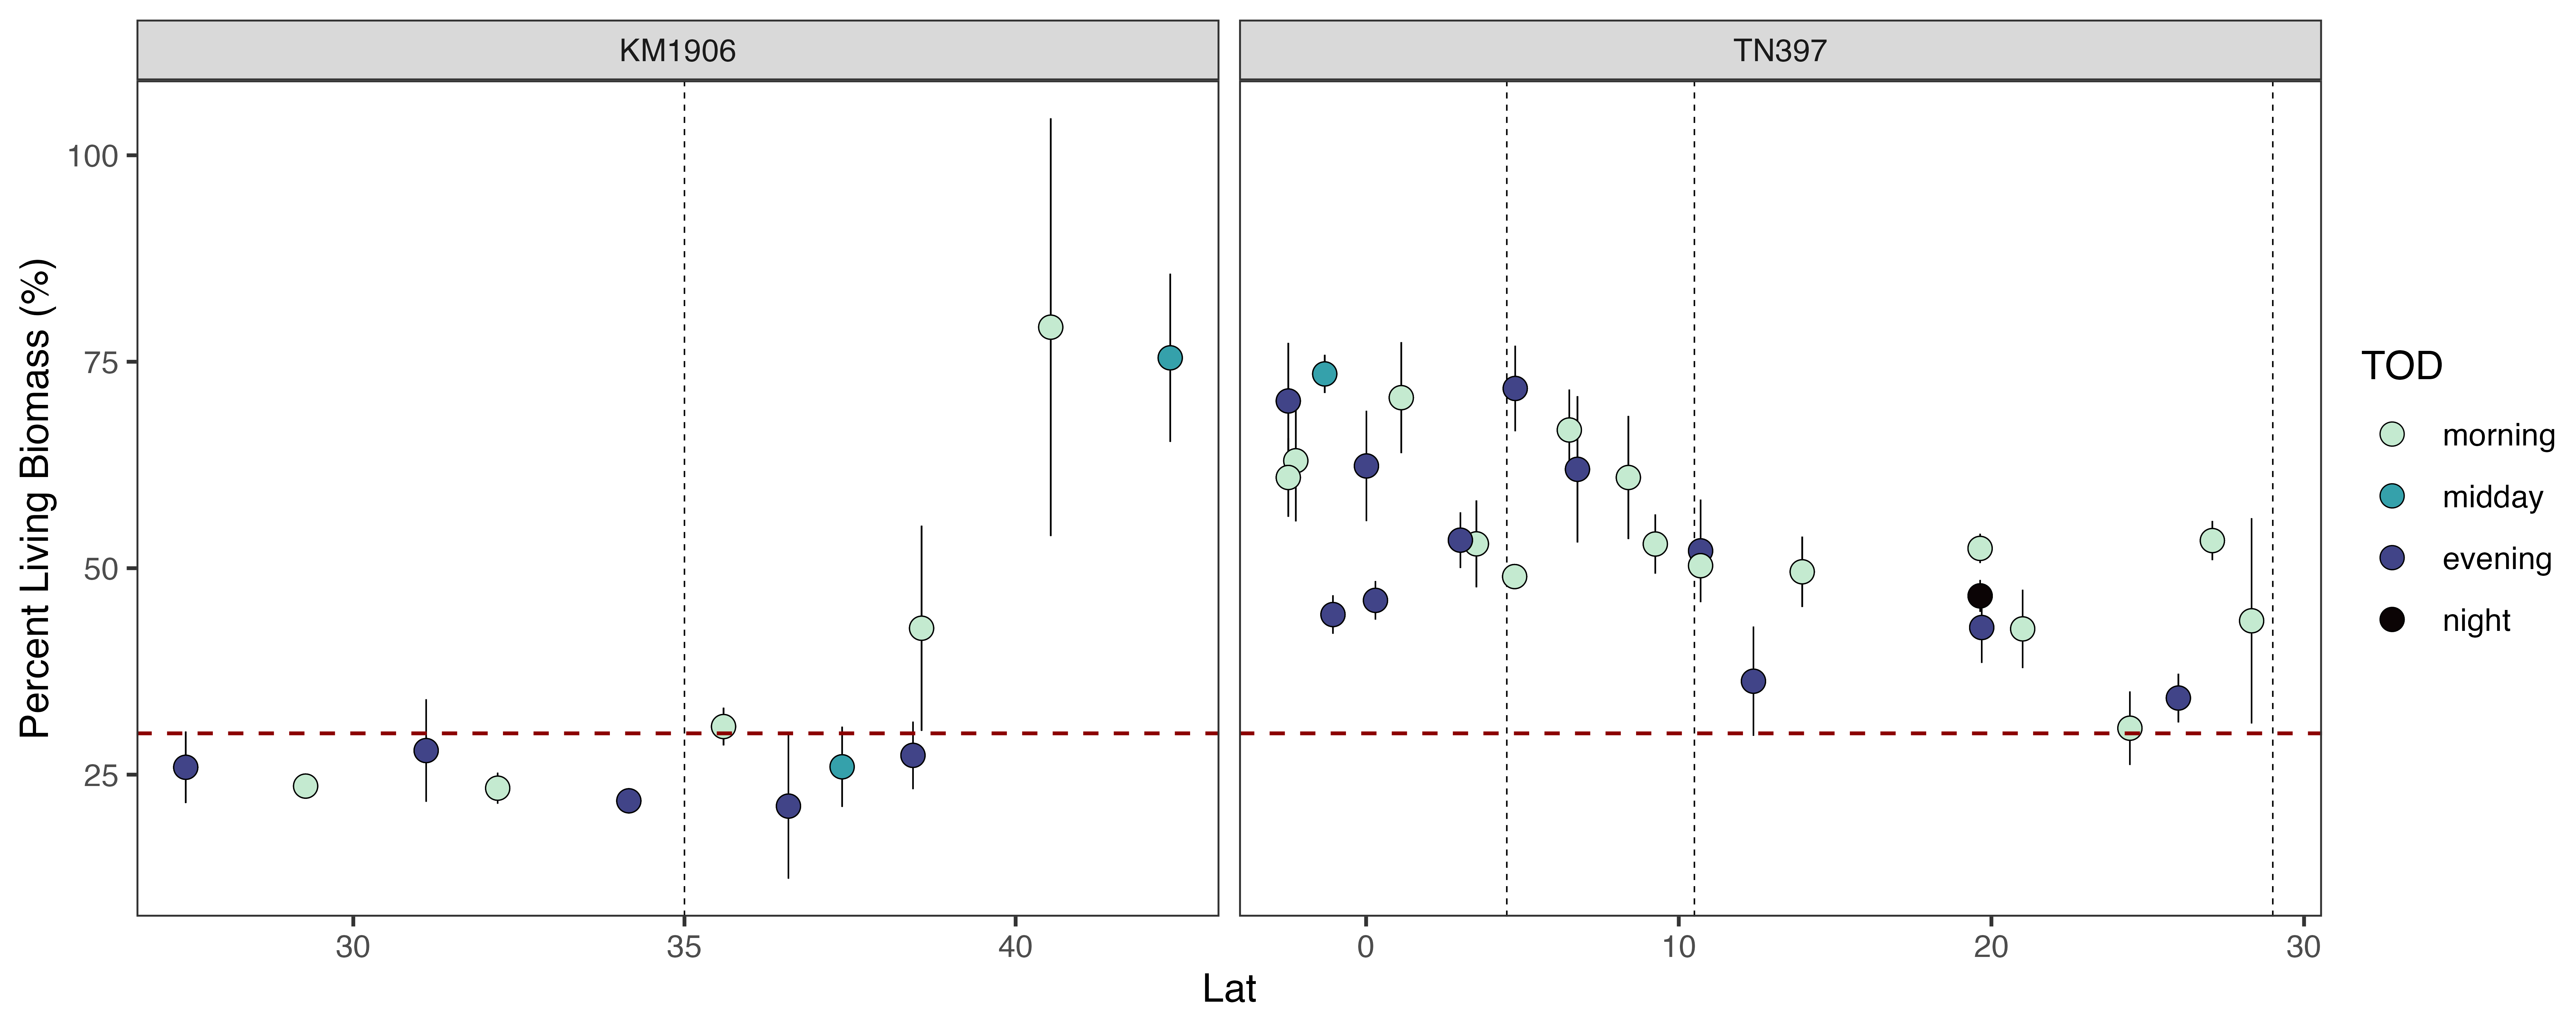 KM1906
TN397
Percent Living Biomass (%)
100
75
50
25
30
35
40
0
10
20
30
Lat
TOD
morning
midday
evening
night